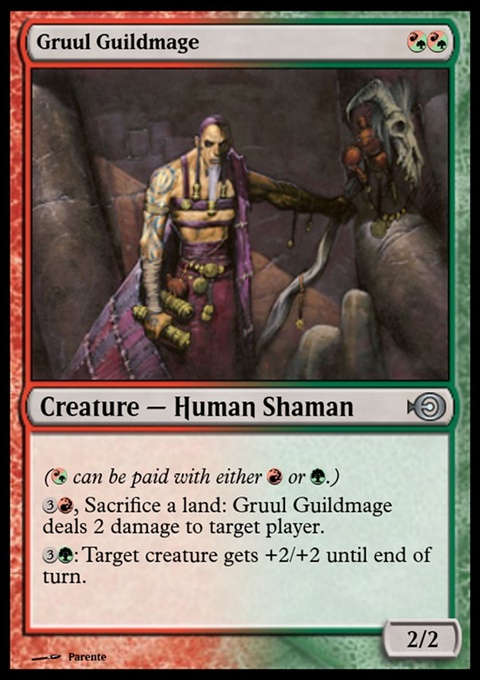 Gruul Guildmage
Creature — Human Shaman
( can be paid with either or .)
3, Sacrifice a land: Gruul Guildmage
deals 2 damage to target player.
3: Target creature gets +2/+2 until end of
turn.
2/2
Parente